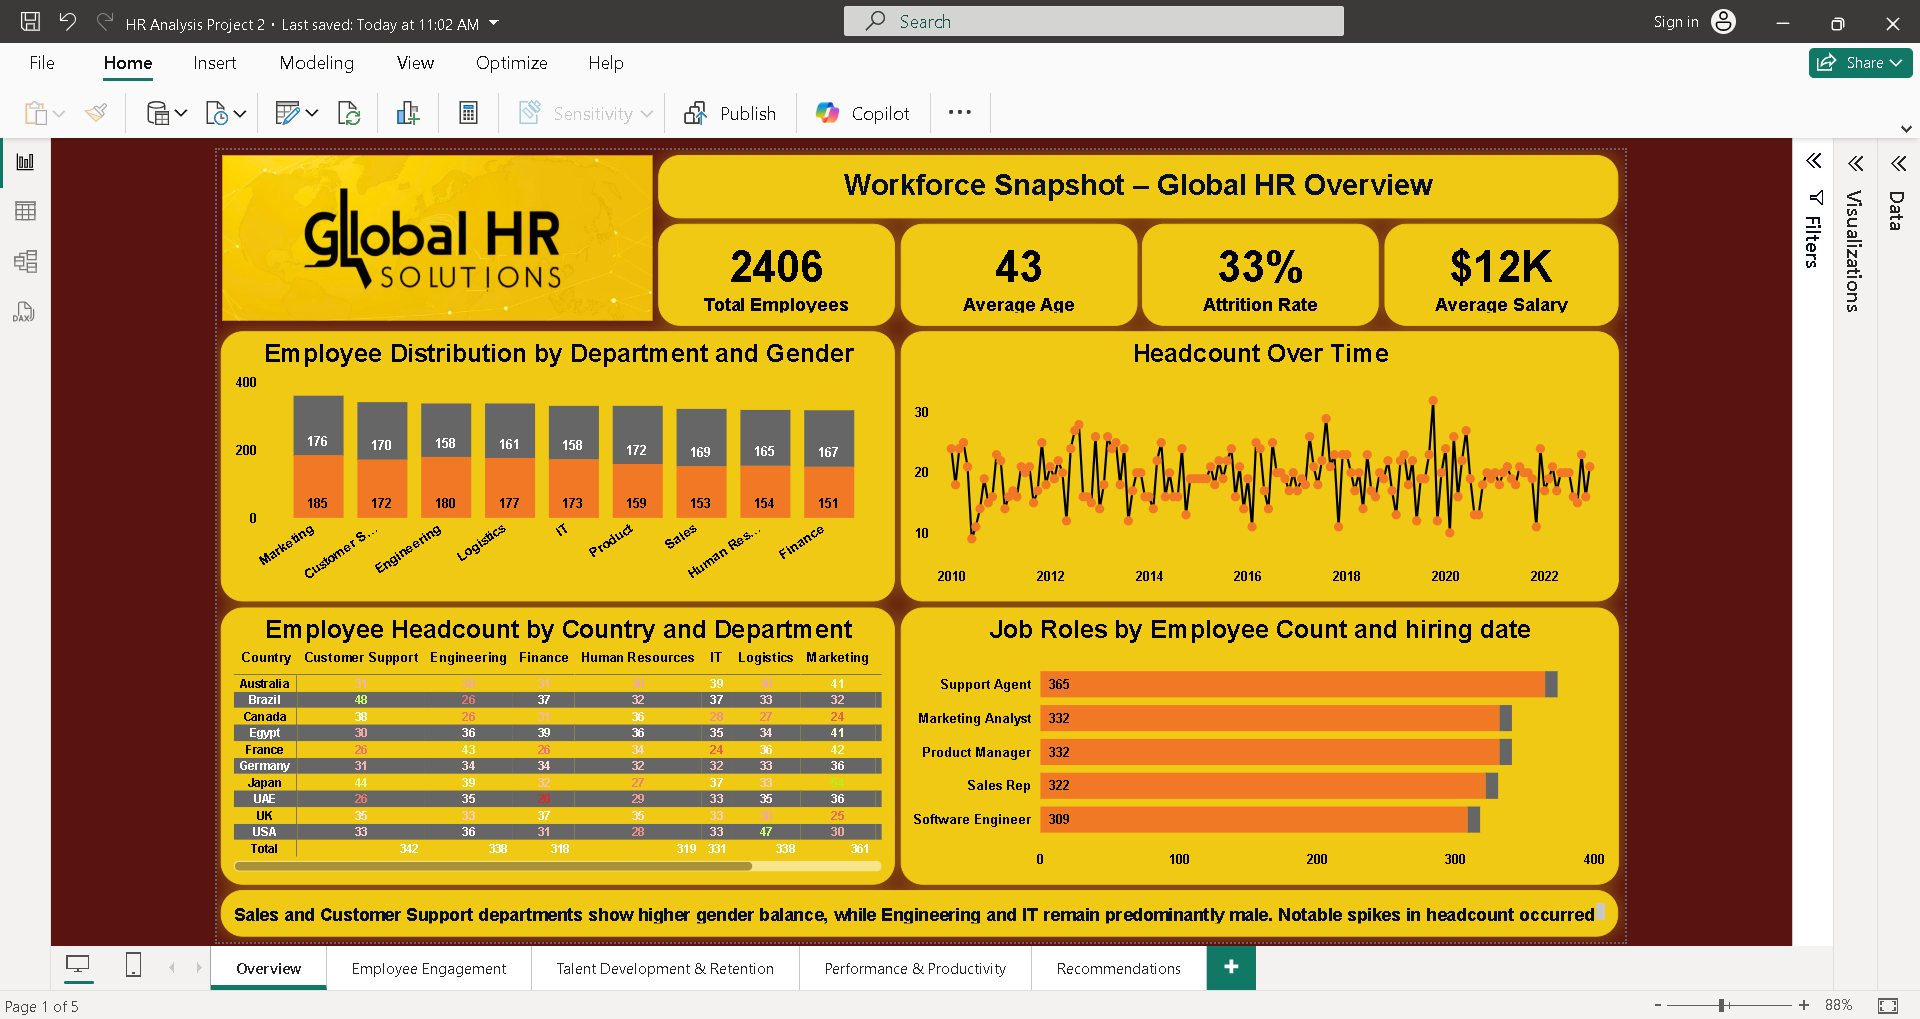 HR Analysis Project 2 • Last saved: Today at 11:02 AM
Search
Sign in
File Home Insert Modeling View Optimize Help
Share
Sensitivity
Publish
Copilot
Global HR
SOLUTIONS
Workforce Snapshot – Global HR Overview
2406
Total Employees
43
Average Age
33%
Attrition Rate
$12K
Average Salary
Filters
Visualizations
Data
DAX
Employee Distribution by Department and Gender
400
200
0
176 170 158 161 158 172 169 165 167
185 172 180 177 173 159 153 154 151
Marketing Customer S... Engineering Logistics IT Product Sales Human Res... Finance
Headcount Over Time
30
20
10
2010 2012 2014 2016 2018 2020 2022
Employee Headcount by Country and Department
Country Customer Support Engineering Finance Human Resources IT Logistics Marketing
Australia 39 41
Brazil 48 26 37 32 37 33 32
Canada 38 26 31 36 28 27 24
Egypt 30 36 39 36 35 34 41
France 26 43 26 34 24 36 42
Germany 31 34 34 32 32 33 36
Japan 44 39 32 27 37 33
UAE 26 35 29 33 35 36
UK 35 33 37 35 33 25
USA 33 36 31 28 33 47 30
Total 342 338 318 319 331 338 361
Job Roles by Employee Count and hiring date
Support Agent 365
Marketing Analyst 332
Product Manager 332
Sales Rep 322
Software Engineer 309
0 100 200 300 400
Sales and Customer Support departments show higher gender balance, while Engineering and IT remain predominantly male. Notable spikes in headcount occurred
Overview Employee Engagement Talent Development & Retention Performance & Productivity Recommendations
Page 1 of 5
88%